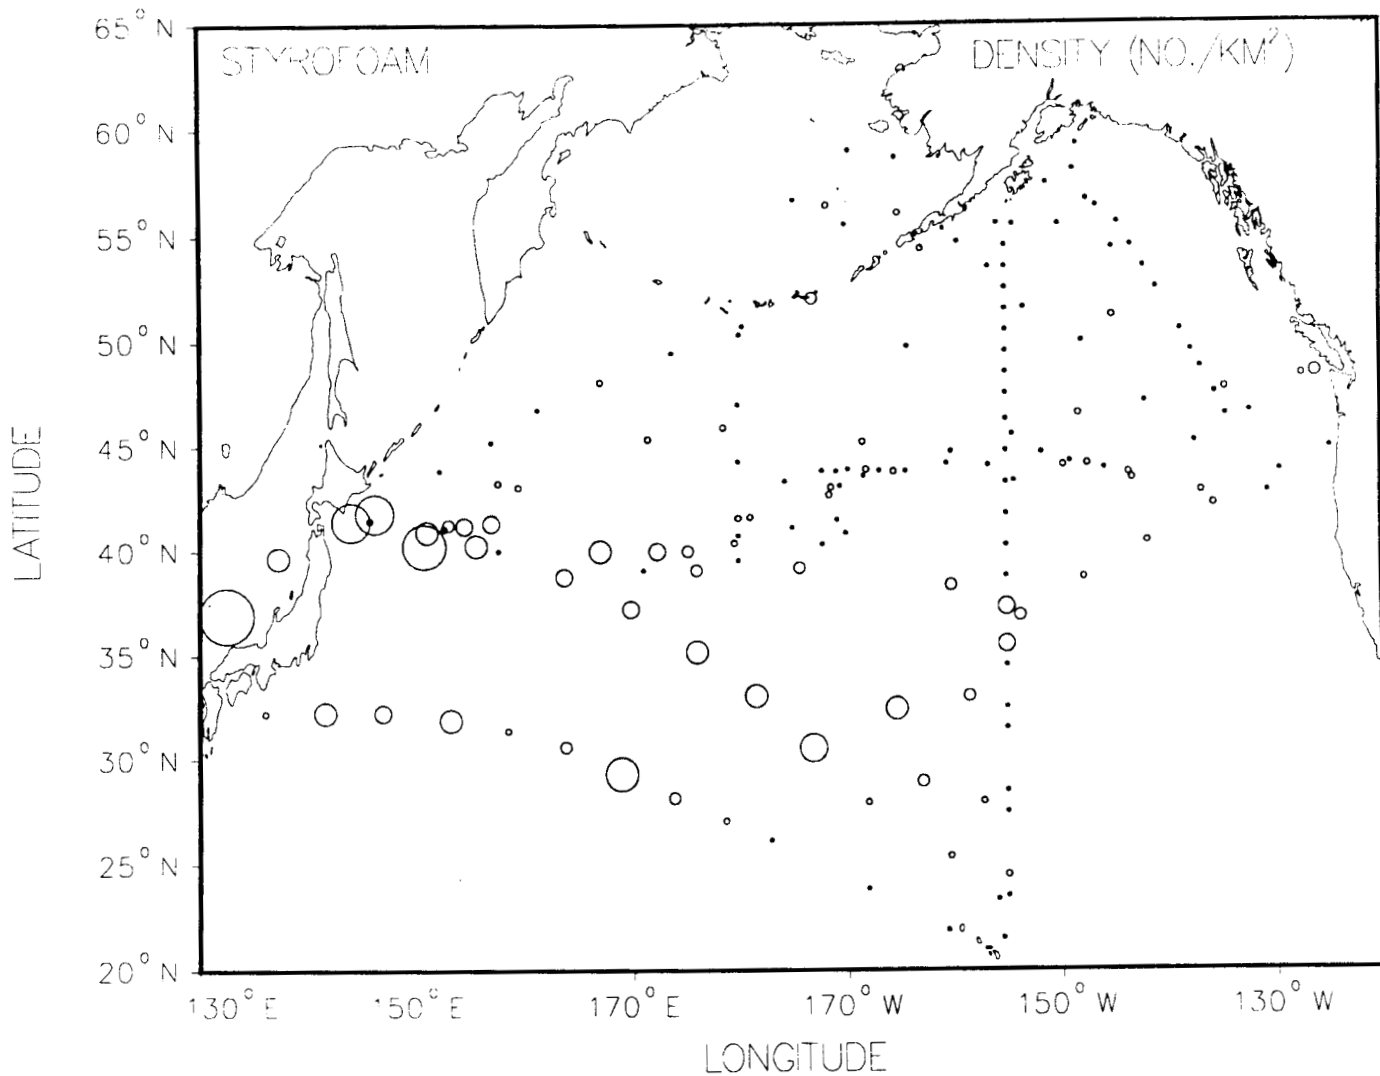 STYROFOAM
DENSITY (NO./KM²)
65° N
60° N
55° N
50° N
45° N
40° N
35° N
30° N
25° N
20° N
LATITUDE
130° E 150° E 170° E 170° W 150° W 130° W
LONGITUDE